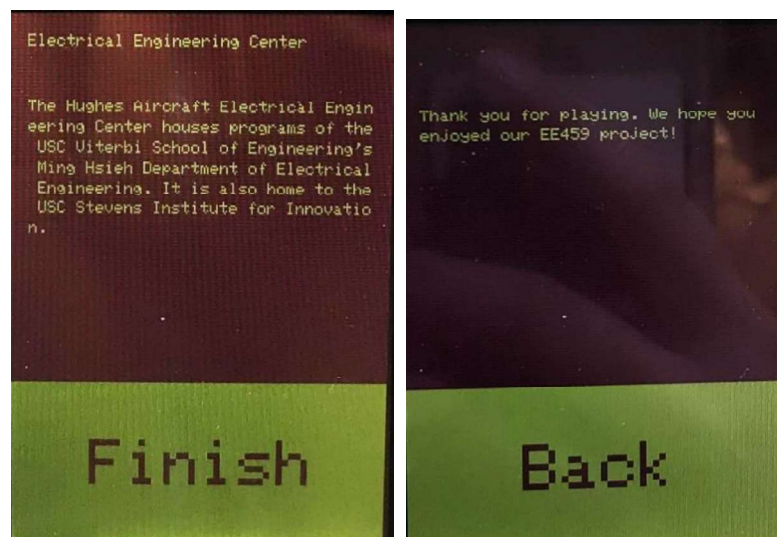 Electrical Engineering Center
The Hughes Aircraft Electrical Engin
eering Center houses programs of the
USC Viterbi School of Engineering's
Ming Hsieh Department of Electrical
Engineering. It is also home to the
USC Stevens Institute for Innovatio
n.
Finish
Thank you for playing. We hope you
enjoyed our EE459 project!
Back